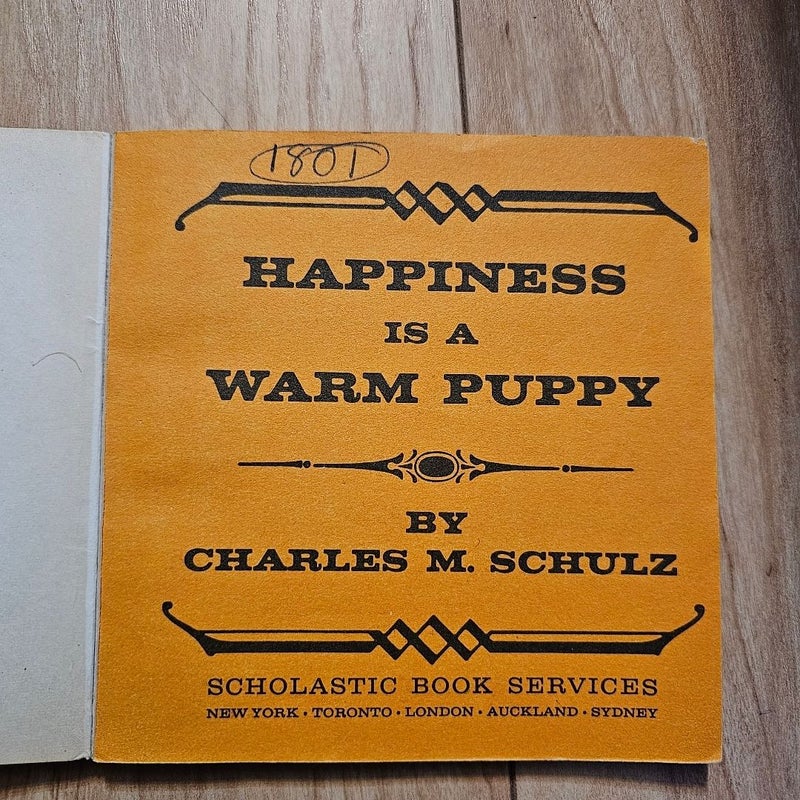 1801
HAPPINESS
IS A
WARM PUPPY
BY
CHARLES M. SCHULZ
SCHOLASTIC BOOK SERVICES
NEW YORK • TORONTO • LONDON • AUCKLAND • SYDNEY